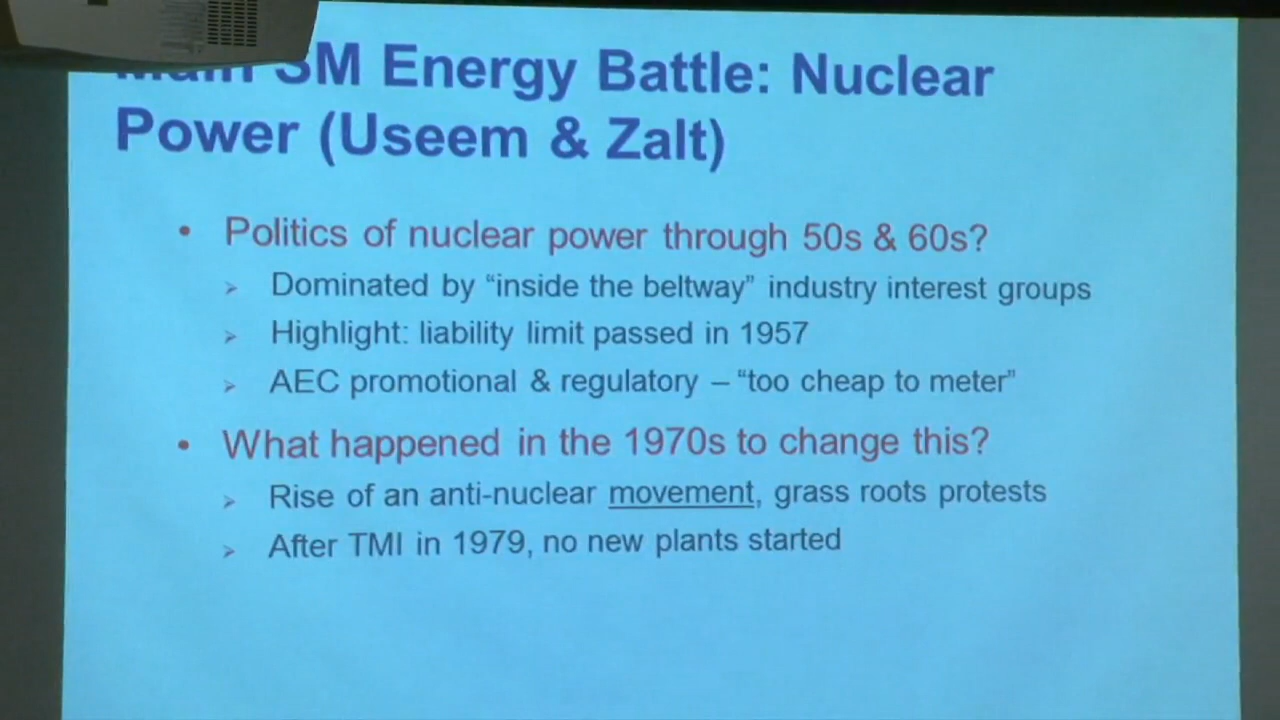 Main SM Energy Battle: Nuclear
Power (Useem & Zalt)
• Politics of nuclear power through 50s & 60s?
➢ Dominated by “inside the beltway” industry interest groups
➢ Highlight: liability limit passed in 1957
➢ AEC promotional & regulatory – “too cheap to meter”
• What happened in the 1970s to change this?
➢ Rise of an anti-nuclear movement, grass roots protests
➢ After TMI in 1979, no new plants started